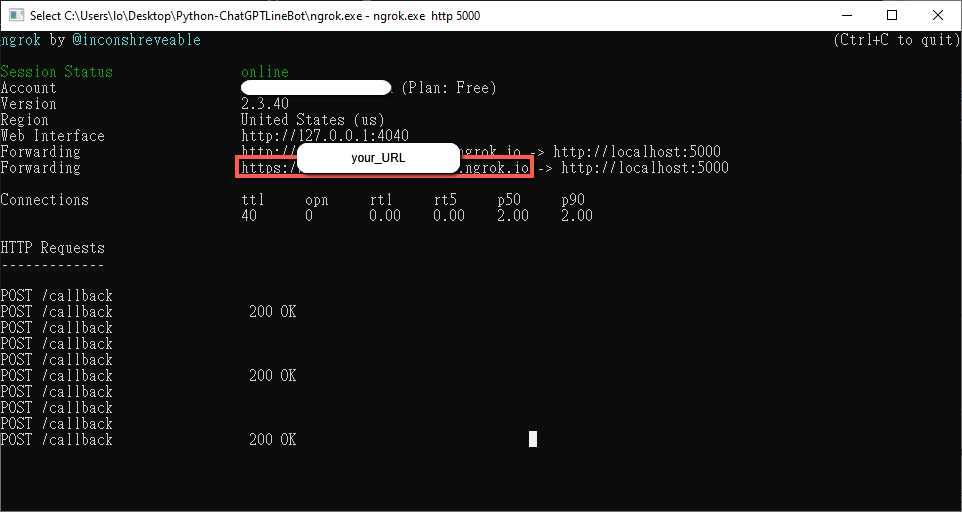 Select C:\Users\lo\Desktop\Python-ChatGPTLineBot\ngrok.exe - ngrok.exe http 5000
ngrok by @inconshreveable (Ctrl+C to quit)
Session Status online
Account (Plan: Free)
Version 2.3.40
Region United States (us)
Web Interface http://127.0.0.1:4040
Forwarding http:/ ngrok.io -> http://localhost:5000
your_URL
Forwarding https:/ .ngrok.io -> http://localhost:5000
Connections ttl opn rt1 rt5 p50 p90
40 0 0.00 0.00 2.00 2.00
HTTP Requests
-------------
POST /callback
POST /callback 200 OK
POST /callback
POST /callback
POST /callback
POST /callback 200 OK
POST /callback
POST /callback
POST /callback
POST /callback 200 OK